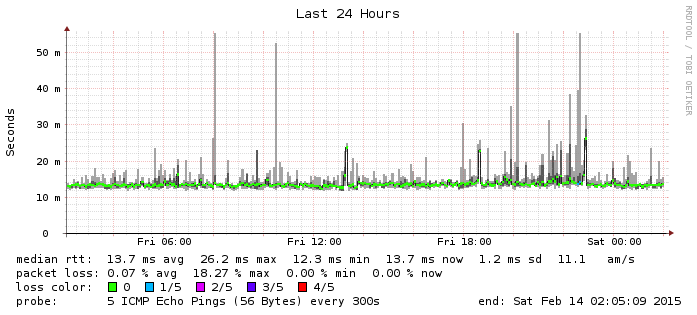 Last 24 Hours
RRDTOOL / TOBI OETIKER
Seconds
50 m
40 m
30 m
20 m
10 m
0
Fri 06:00 Fri 12:00 Fri 18:00 Sat 00:00
median rtt: 13.7 ms avg 26.2 ms max 12.3 ms min 13.7 ms now 1.2 ms sd 11.1 am/s
packet loss: 0.07 % avg 18.27 % max 0.00 % min 0.00 % now
loss color: 0 1/5 2/5 3/5 4/5
probe: 5 ICMP Echo Pings (56 Bytes) every 300s end: Sat Feb 14 02:05:09 2015